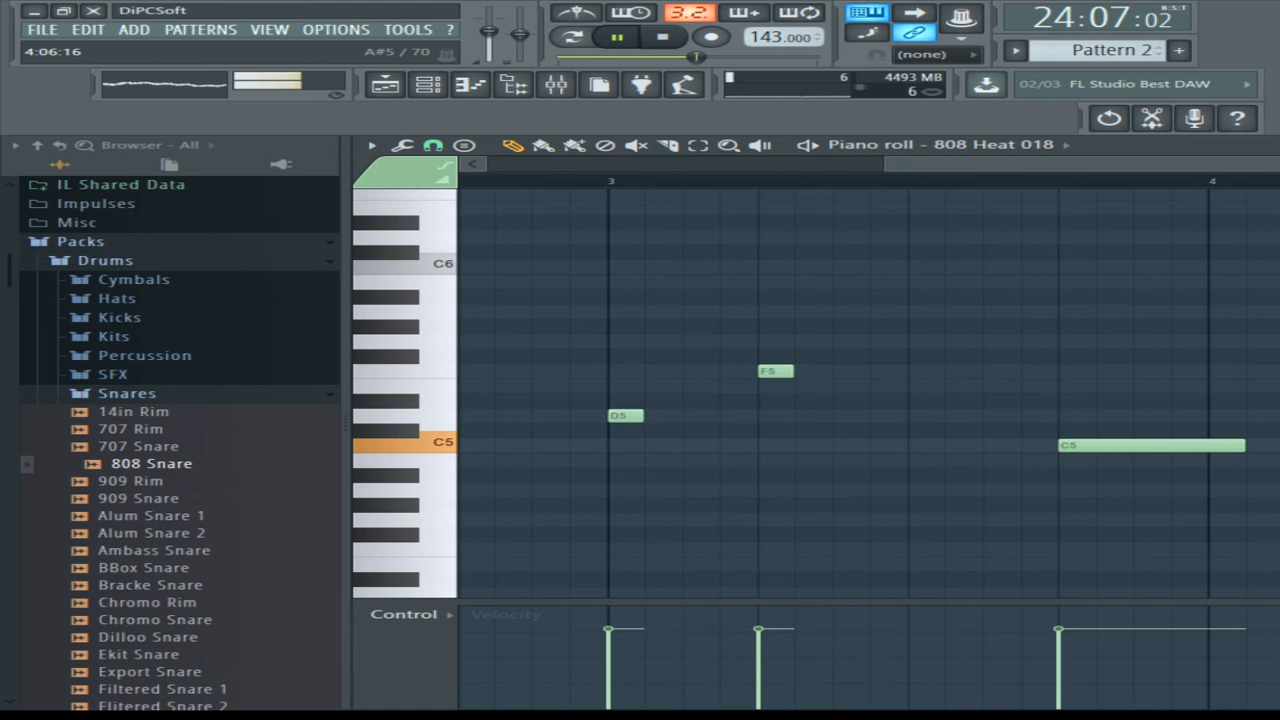 DiPCSoft
FILE EDIT ADD PATTERNS VIEW OPTIONS TOOLS ?
4:06:16 A#5 / 70
3.2.
143.000
(none)
24:07:02 B:S:T
Pattern 2
6 4493 MB
6
02/03 FL Studio Best DAW
Browser - All
Piano roll - 808 Heat 018
IL Shared Data
Impulses
Misc
Packs
Drums
Cymbals
Hats
Kicks
Kits
Percussion
SFX
Snares
14in Rim
707 Rim
707 Snare
808 Snare
909 Rim
909 Snare
Alum Snare 1
Alum Snare 2
Ambass Snare
BBox Snare
Bracke Snare
Chromo Rim
Chromo Snare
Dilloo Snare
Ekit Snare
Export Snare
Filtered Snare 1
Filtered Snare 2
3 4
C6
F5
D5
C5 C5
Control Velocity